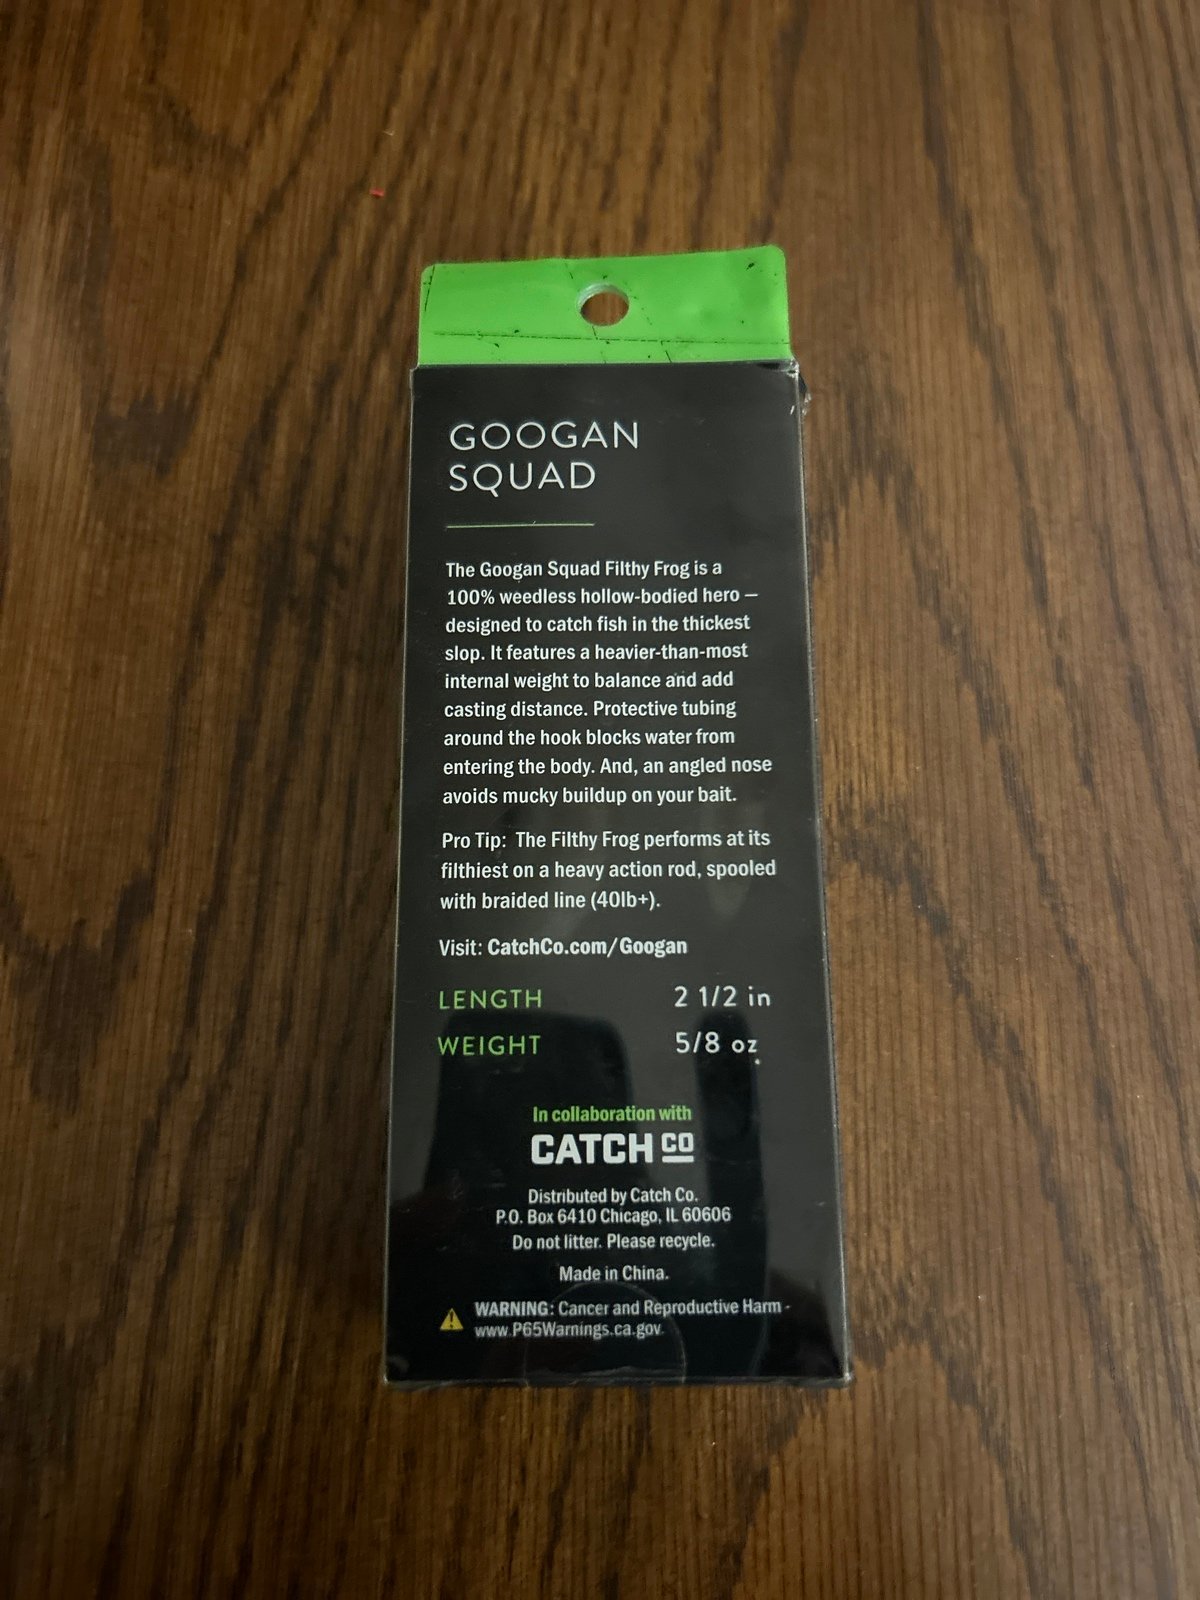 GOOGAN
SQUAD
The Googan Squad Filthy Frog is a
100% weedless hollow-bodied hero —
designed to catch fish in the thickest
slop. It features a heavier-than-most
internal weight to balance and add
casting distance. Protective tubing
around the hook blocks water from
entering the body. And, an angled nose
avoids mucky buildup on your bait.
Pro Tip: The Filthy Frog performs at its
filthiest on a heavy action rod, spooled
with braided line (40lb+).
Visit: CatchCo.com/Googan
LENGTH 2 1/2 in
WEIGHT 5/8 oz
In collaboration with
CATCH CO
Distributed by Catch Co.
P.O. Box 6410 Chicago, IL 60606
Do not litter. Please recycle.
Made in China.
WARNING: Cancer and Reproductive Harm -
www.P65Warnings.ca.gov